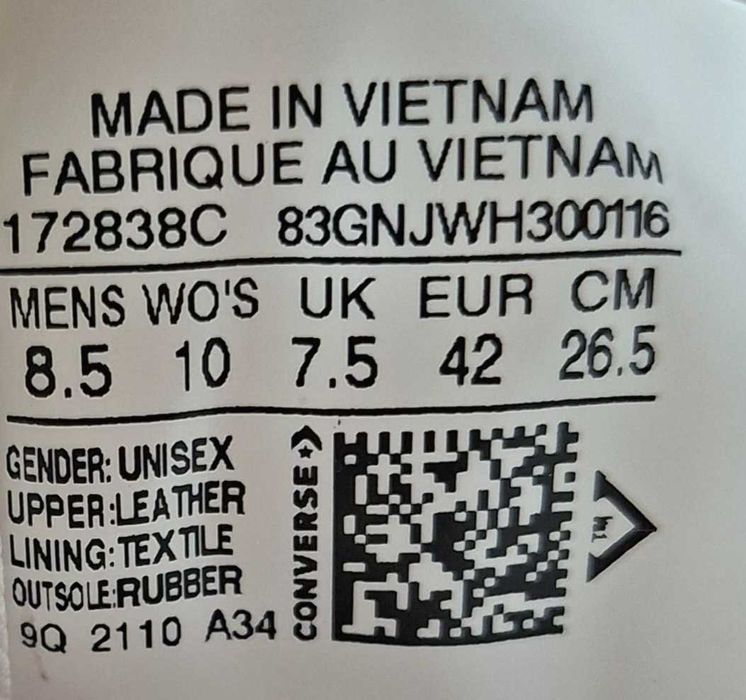 MADE IN VIETNAM
FABRIQUE AU VIETNAM
172838C 83GNJWH300116
MENS WO'S UK EUR CM
8.5 10 7.5 42 26.5
GENDER: UNISEX
UPPER:LEATHER
LINING:TEXTILE
OUTSOLE:RUBBER
9Q 2110 A34
CONVERSE